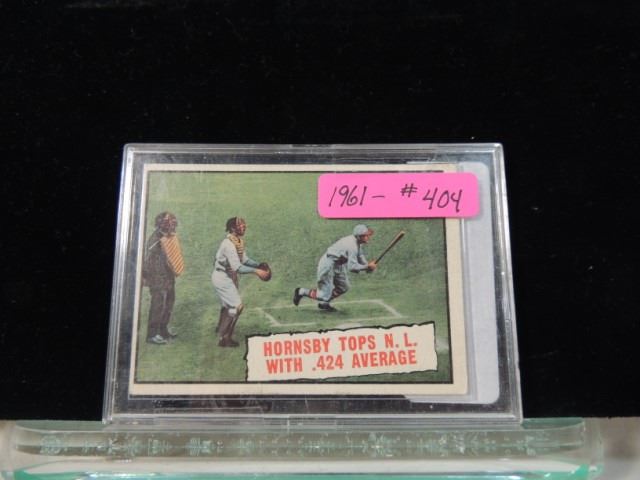 1961- #404
HORNSBY TOPS N.L.
WITH .424 AVERAGE